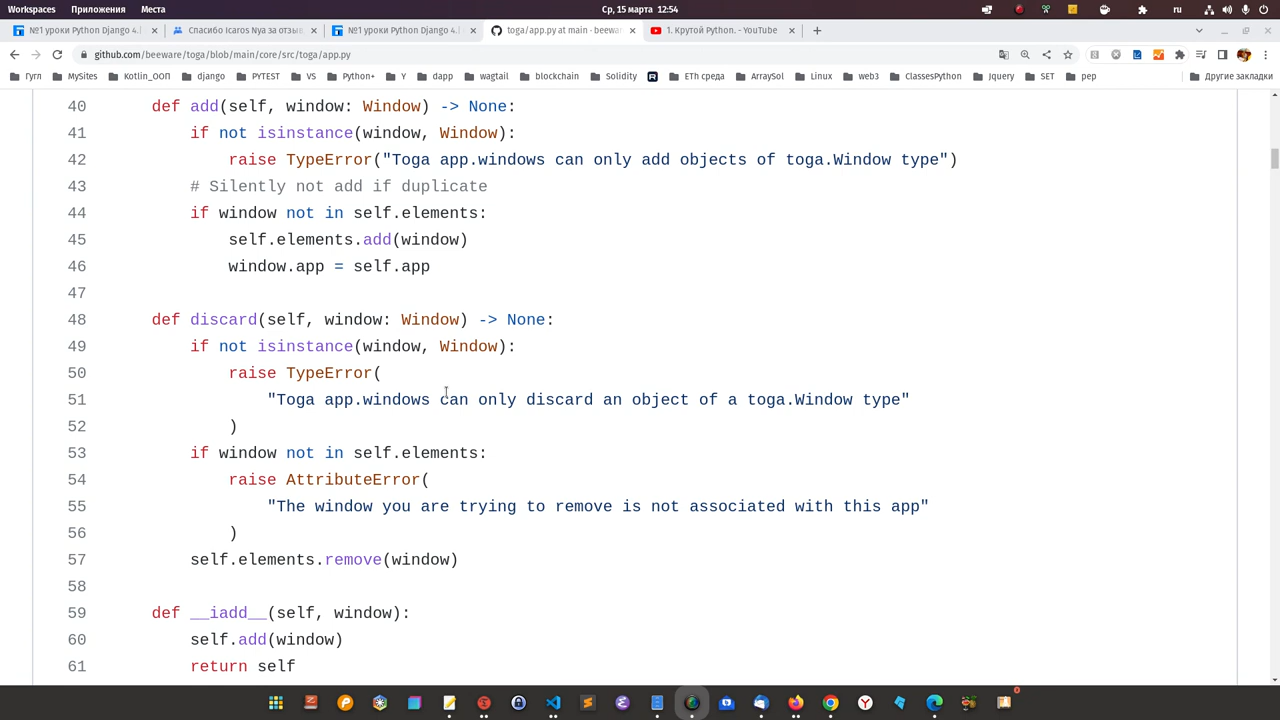 Workspaces Приложения Места Ср, 15 марта 12:54 ru
№1 уроки Python Django 4.l Спасибо Icaros Nya за отзыв №1 уроки Python Django 4.l toga/app.py at main · beewa 1. Крутой Python. - YouTube
github.com/beeware/toga/blob/main/core/src/toga/app.py
Гугл MySites Kotlin_ООП django PYTEST VS Python+ Y dapp wagtail blockchain Solidity R ETh среда ArraySol Linux web3 ClassesPython Jquery SET pep Другие закладки
40 def add(self, window: Window) -> None:
41 if not isinstance(window, Window):
42 raise TypeError("Toga app.windows can only add objects of toga.Window type")
43 # Silently not add if duplicate
44 if window not in self.elements:
45 self.elements.add(window)
46 window.app = self.app
47
48 def discard(self, window: Window) -> None:
49 if not isinstance(window, Window):
50 raise TypeError(
51 "Toga app.windows can only discard an object of a toga.Window type"
52 )
53 if window not in self.elements:
54 raise AttributeError(
55 "The window you are trying to remove is not associated with this app"
56 )
57 self.elements.remove(window)
58
59 def __iadd__(self, window):
60 self.add(window)
61 return self